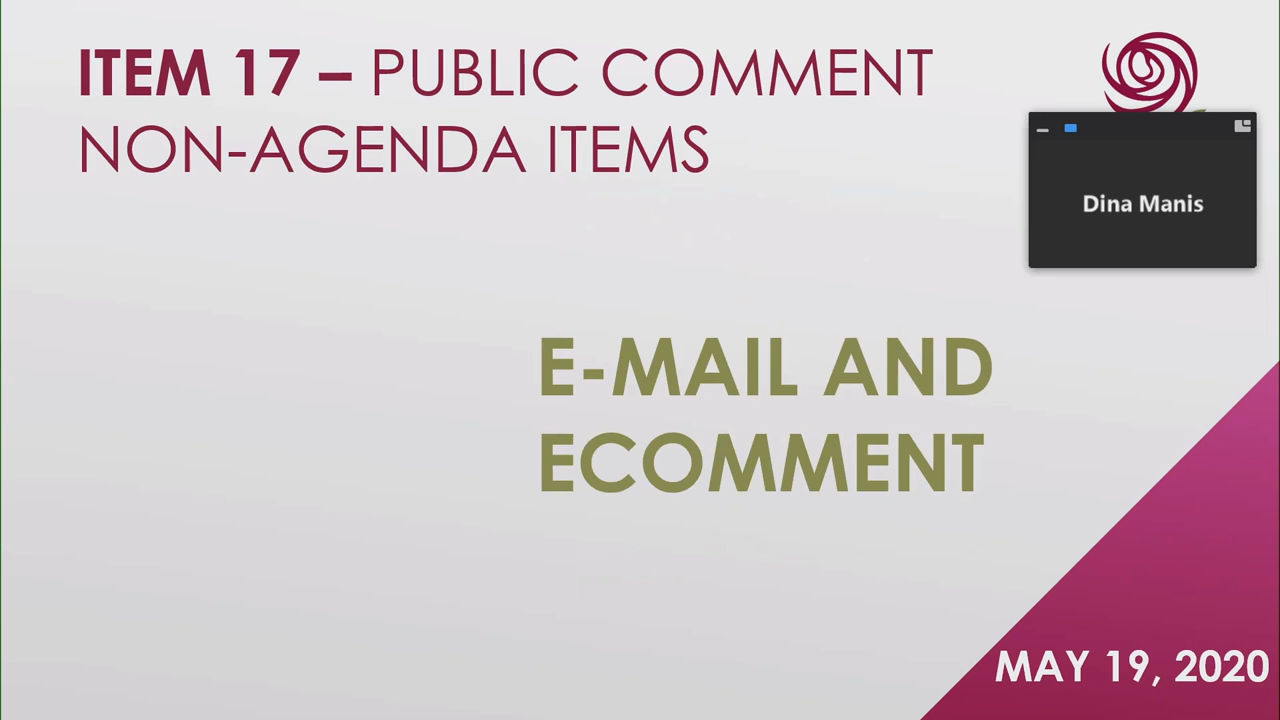 ITEM 17 – PUBLIC COMMENT
NON-AGENDA ITEMS
Dina Manis
E-MAIL AND
ECOMMENT
MAY 19, 2020